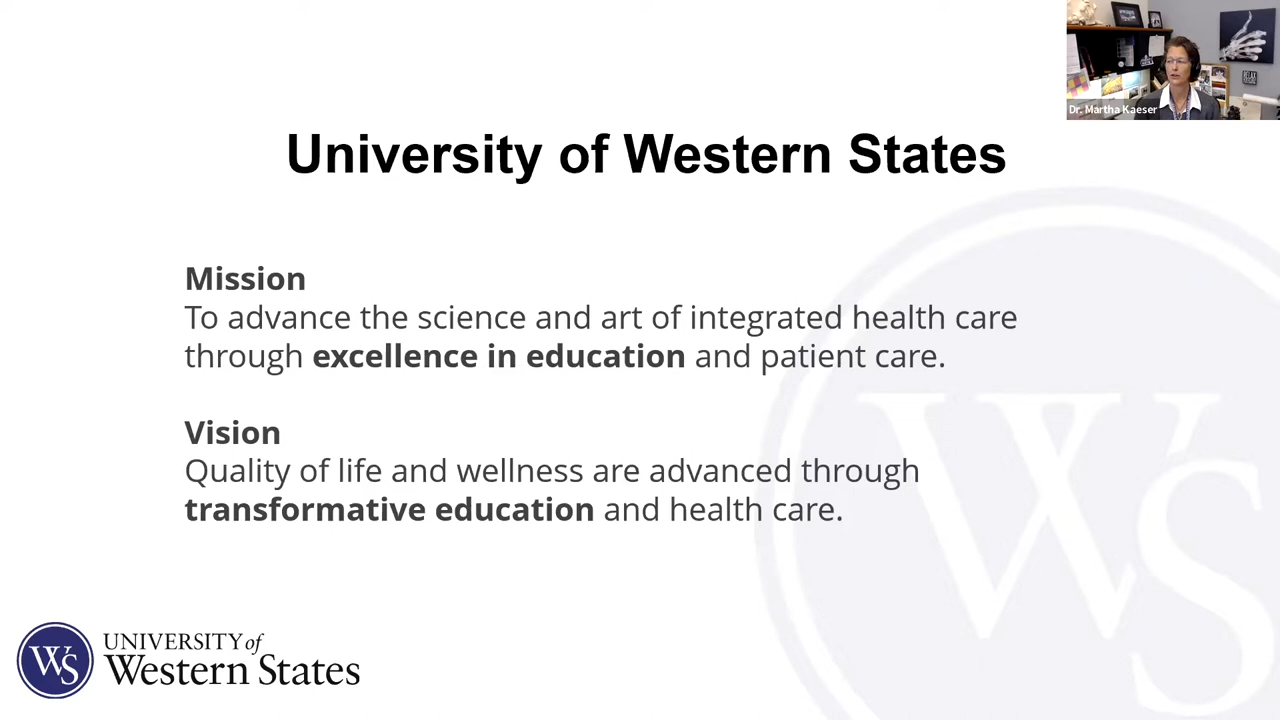 Dr. Martha Kaeser
University of Western States
Mission
To advance the science and art of integrated health care
through excellence in education and patient care.
Vision
Quality of life and wellness are advanced through
transformative education and health care.
WS
UNIVERSITY of
Western States
WS